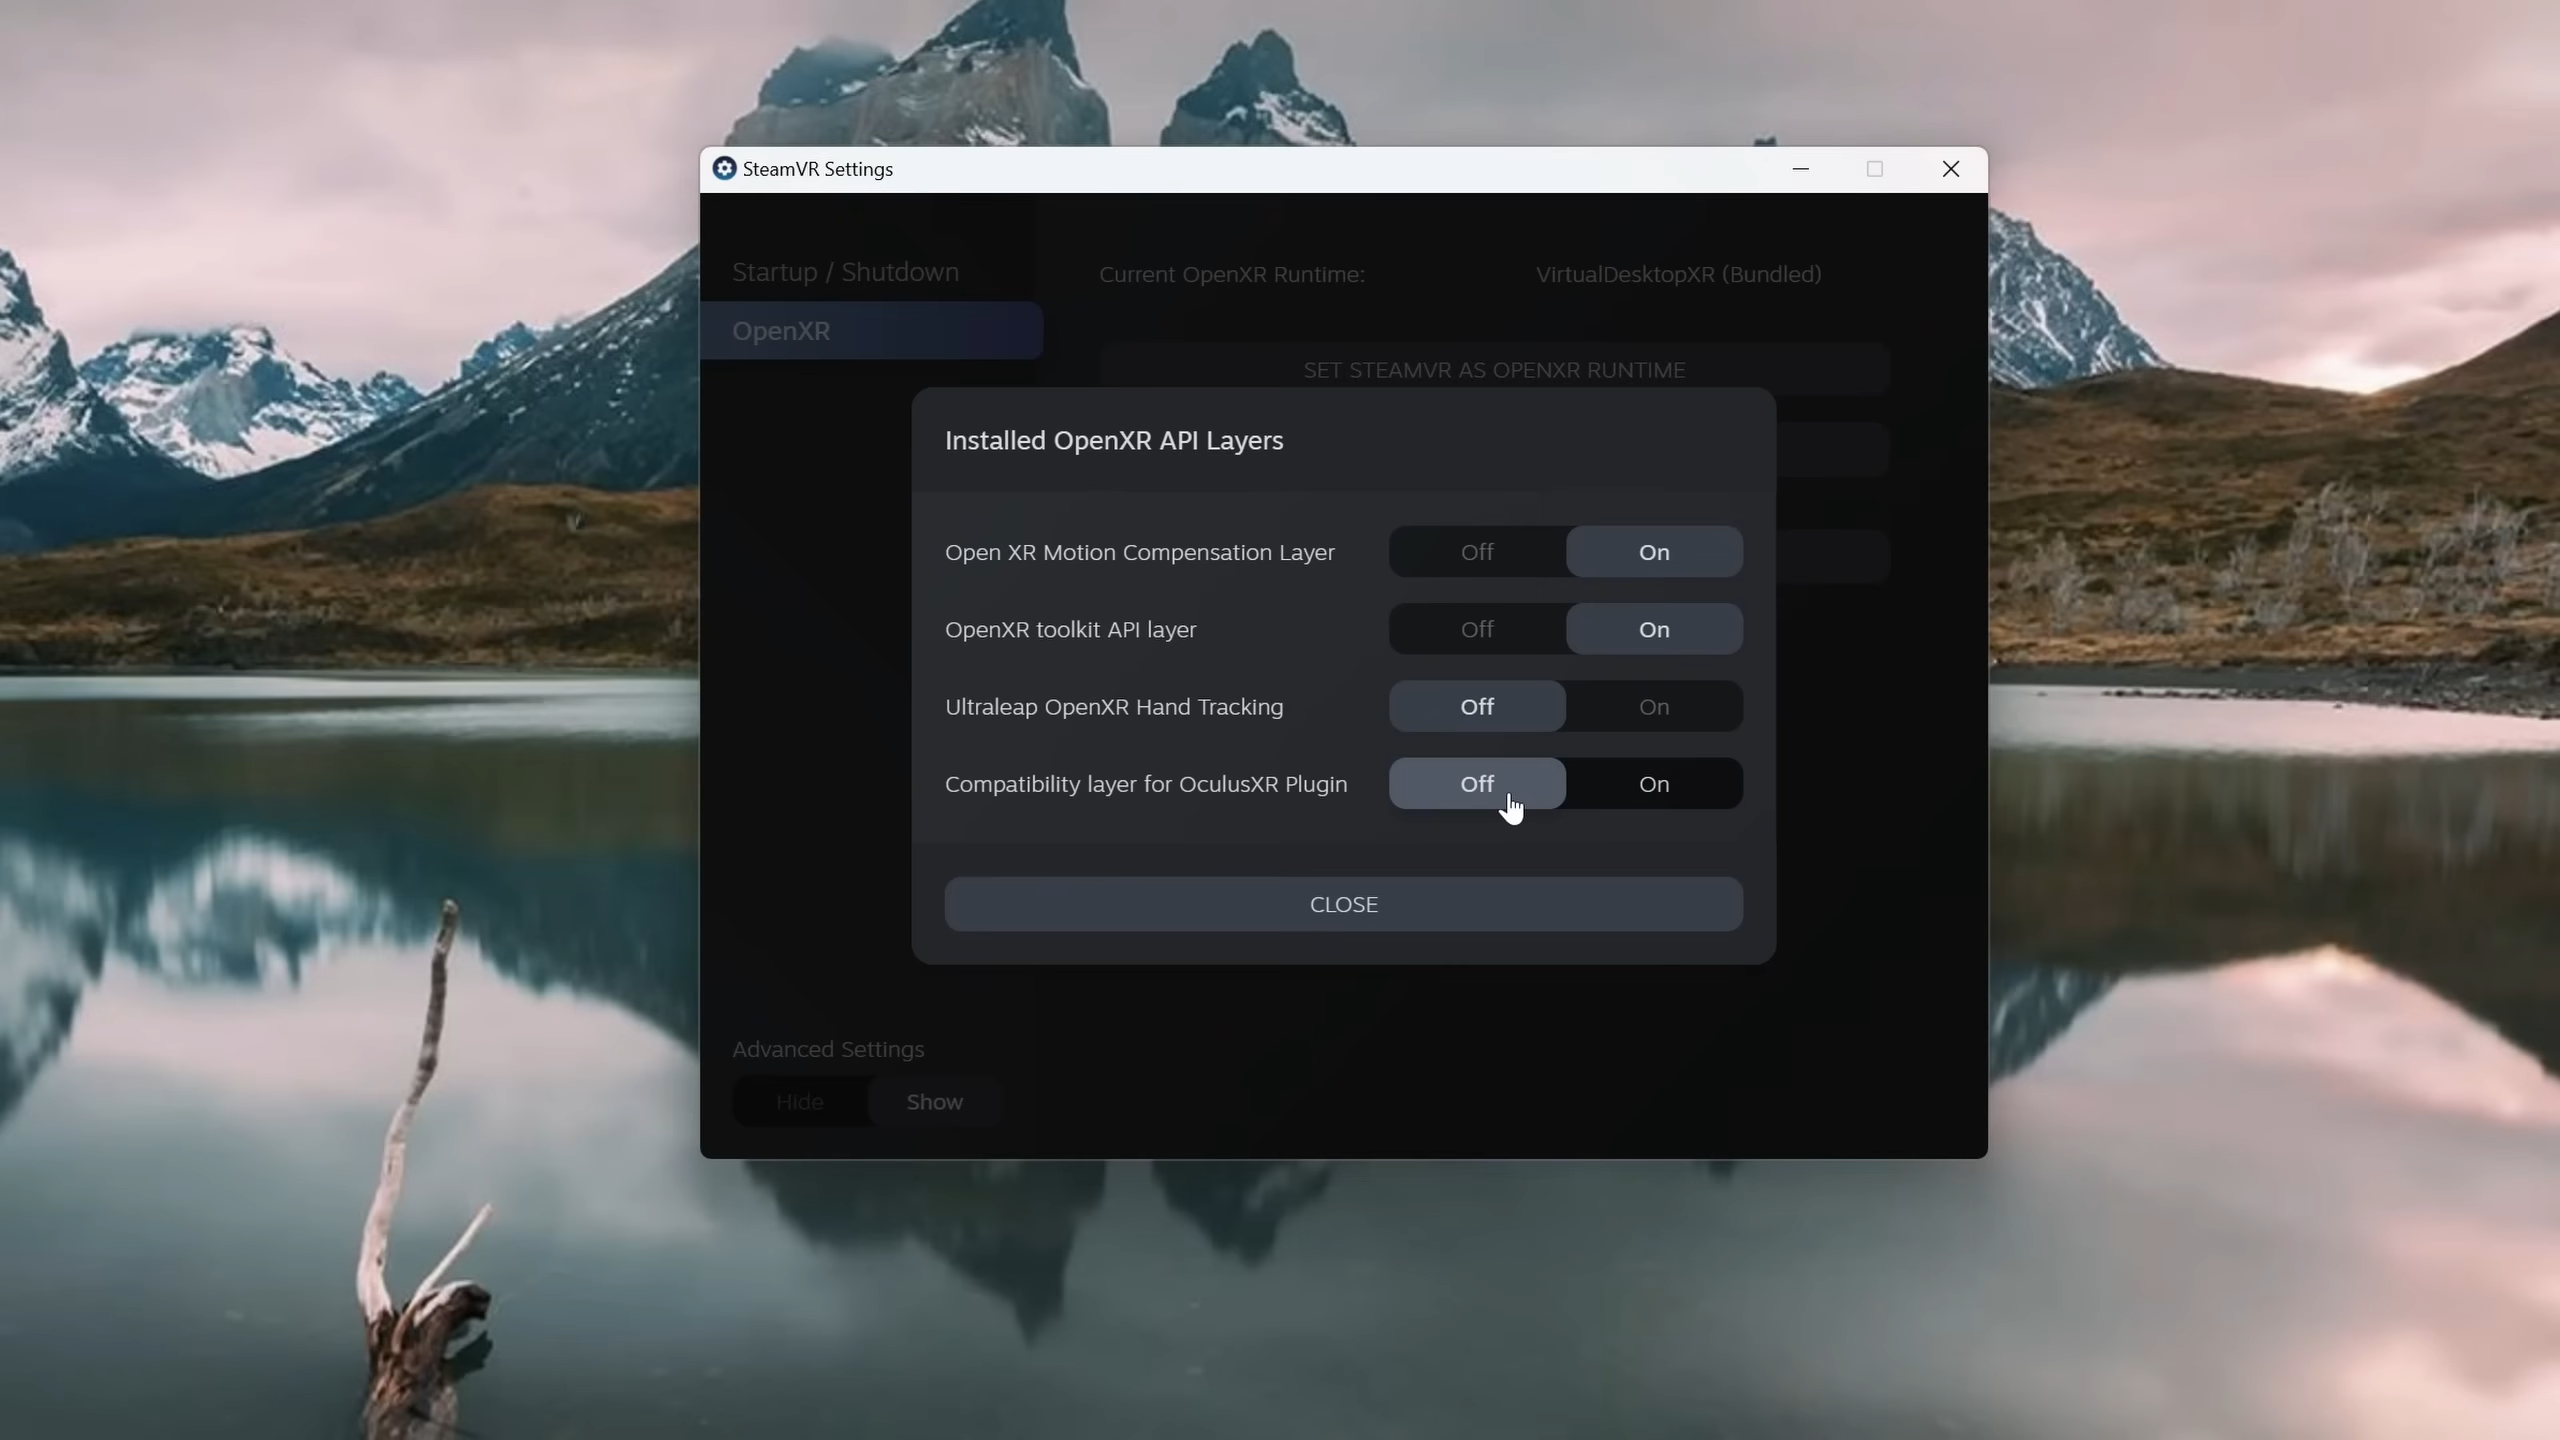 SteamVR Settings
Startup / Shutdown
OpenXR
Current OpenXR Runtime: VirtualDesktopXR (Bundled)
SET STEAMVR AS OPENXR RUNTIME
Installed OpenXR API Layers
Open XR Motion Compensation Layer Off On
OpenXR toolkit API layer Off On
Ultraleap OpenXR Hand Tracking Off On
Compatibility layer for OculusXR Plugin Off On
CLOSE
Advanced Settings
Hide Show